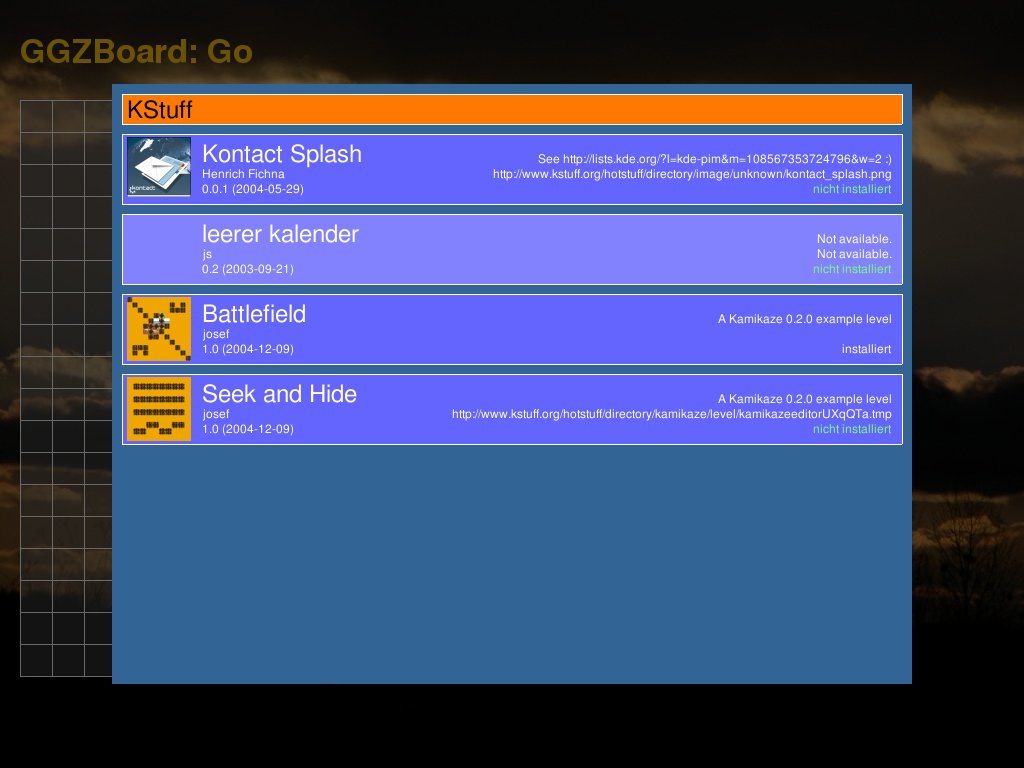 GGZBoard: Go
KStuff
kontact
Kontact Splash
Henrich Fichna
0.0.1 (2004-05-29)
See http://lists.kde.org/?l=kde-pim&m=108567353724796&w=2 :)
http://www.kstuff.org/hotstuff/directory/image/unknown/kontact_splash.png
nicht installiert
leerer kalender
js
0.2 (2003-09-21)
Not available.
Not available.
nicht installiert
Battlefield
josef
1.0 (2004-12-09)
A Kamikaze 0.2.0 example level
installiert
Seek and Hide
josef
1.0 (2004-12-09)
A Kamikaze 0.2.0 example level
http://www.kstuff.org/hotstuff/directory/kamikaze/level/kamikazeeditorUXqQTa.tmp
nicht installiert